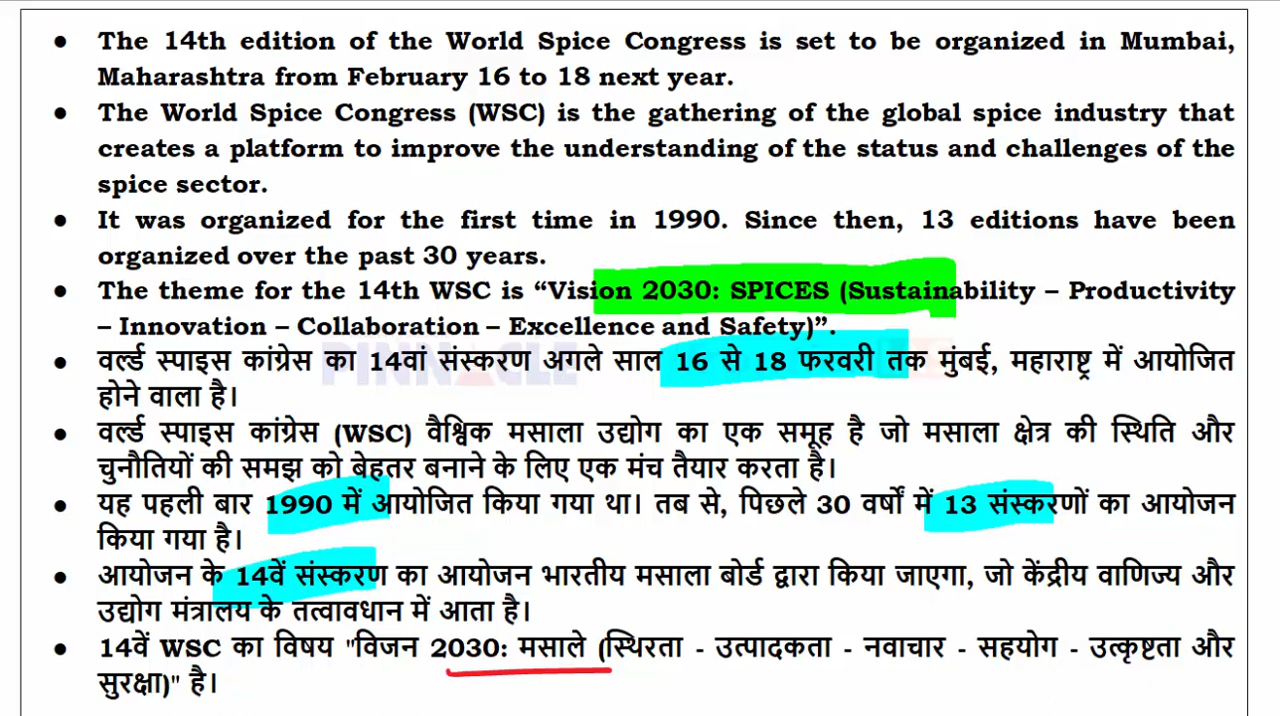 ● The 14th edition of the World Spice Congress is set to be organized in Mumbai,
Maharashtra from February 16 to 18 next year.
● The World Spice Congress (WSC) is the gathering of the global spice industry that
creates a platform to improve the understanding of the status and challenges of the
spice sector.
● It was organized for the first time in 1990. Since then, 13 editions have been
organized over the past 30 years.
● The theme for the 14th WSC is “Vision 2030: SPICES (Sustainability – Productivity
– Innovation – Collaboration – Excellence and Safety)”.
● वर्ल्ड स्पाइस कांग्रेस का 14वां संस्करण अगले साल 16 से 18 फरवरी तक मुंबई, महाराष्ट्र में आयोजित
होने वाला है।
● वर्ल्ड स्पाइस कांग्रेस (WSC) वैश्विक मसाला उद्योग का एक समूह है जो मसाला क्षेत्र की स्थिति और
चुनौतियों की समझ को बेहतर बनाने के लिए एक मंच तैयार करता है।
● यह पहली बार 1990 में आयोजित किया गया था। तब से, पिछले 30 वर्षों में 13 संस्करणों का आयोजन
किया गया है।
● आयोजन के 14वें संस्करण का आयोजन भारतीय मसाला बोर्ड द्वारा किया जाएगा, जो केंद्रीय वाणिज्य और
उद्योग मंत्रालय के तत्वावधान में आता है।
● 14वें WSC का विषय "विजन 2030: मसाले (स्थिरता - उत्पादकता - नवाचार - सहयोग - उत्कृष्टता और
सुरक्षा)" है।